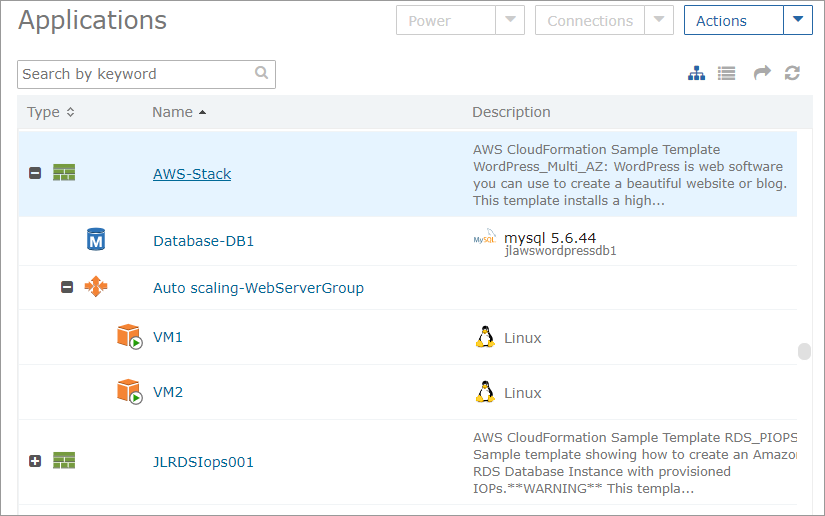 Applications
Power
Connections
Actions
Search by keyword
Type
Name
Description
AWS-Stack
AWS CloudFormation Sample Template
WordPress_Multi_AZ: WordPress is web software
you can use to create a beautiful website or blog.
This template installs a high...
M
Database-DB1
MySQL
mysql 5.6.44
jlawswordpressdb1
Auto scaling-WebServerGroup
VM1
Linux
VM2
Linux
JLRDSIops001
AWS CloudFormation Sample Template RDS_PIOPS
Sample template showing how to create an Amazon
RDS Database Instance with provisioned
IOPs.**WARNING** This templa...